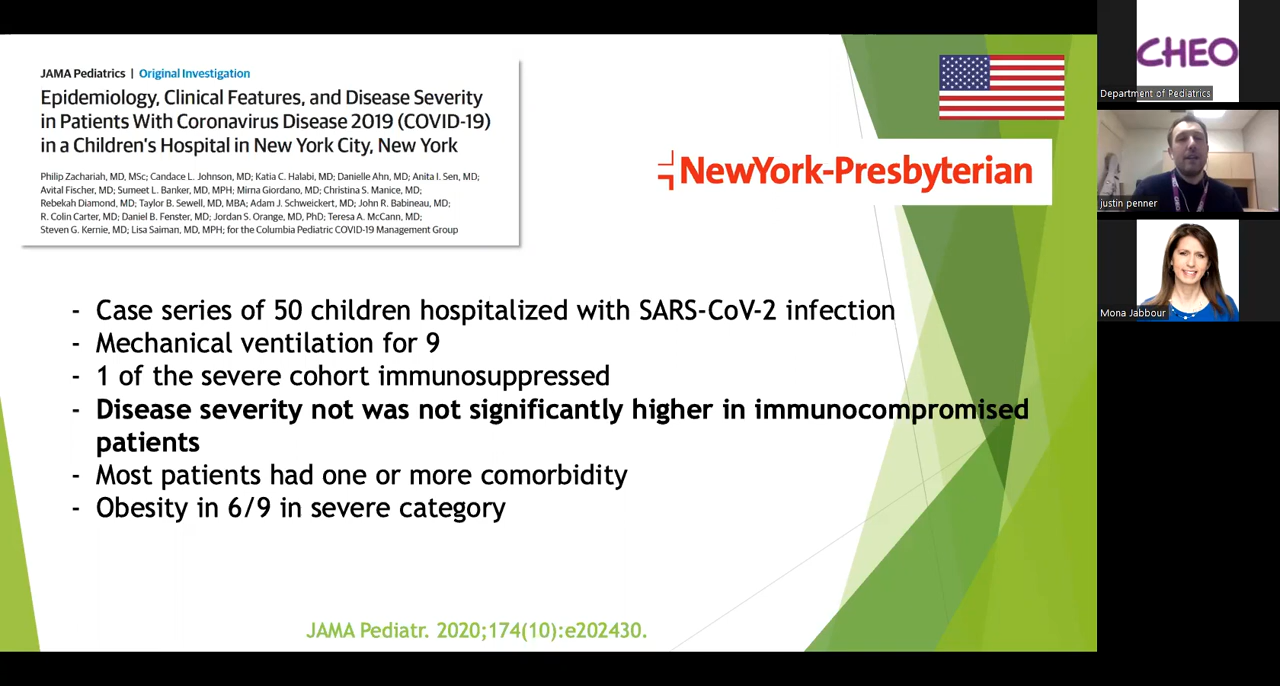 JAMA Pediatrics | Original Investigation
Epidemiology, Clinical Features, and Disease Severity
in Patients With Coronavirus Disease 2019 (COVID-19)
in a Children's Hospital in New York City, New York
Philip Zachariah, MD, MSc; Candace L. Johnson, MD; Katia C. Halabi, MD; Danielle Ahn, MD; Anita I. Sen, MD;
Avital Fischer, MD; Sumeet L. Banker, MD, MPH; Mirna Giordano, MD; Christina S. Manice, MD;
Rebekah Diamond, MD; Taylor B. Sewell, MD, MBA; Adam J. Schweickert, MD; John R. Babineau, MD;
R. Colin Carter, MD; Daniel B. Fenster, MD; Jordan S. Orange, MD, PhD; Teresa A. McCann, MD;
Steven G. Kernie, MD; Lisa Saiman, MD, MPH; for the Columbia Pediatric COVID-19 Management Group
NewYork-Presbyterian
- Case series of 50 children hospitalized with SARS-CoV-2 infection
- Mechanical ventilation for 9
- 1 of the severe cohort immunosuppressed
- Disease severity not was not significantly higher in immunocompromised
patients
- Most patients had one or more comorbidity
- Obesity in 6/9 in severe category
JAMA Pediatr. 2020;174(10):e202430.
CHEO
Department of Pediatrics
justin penner
Mona Jabbour